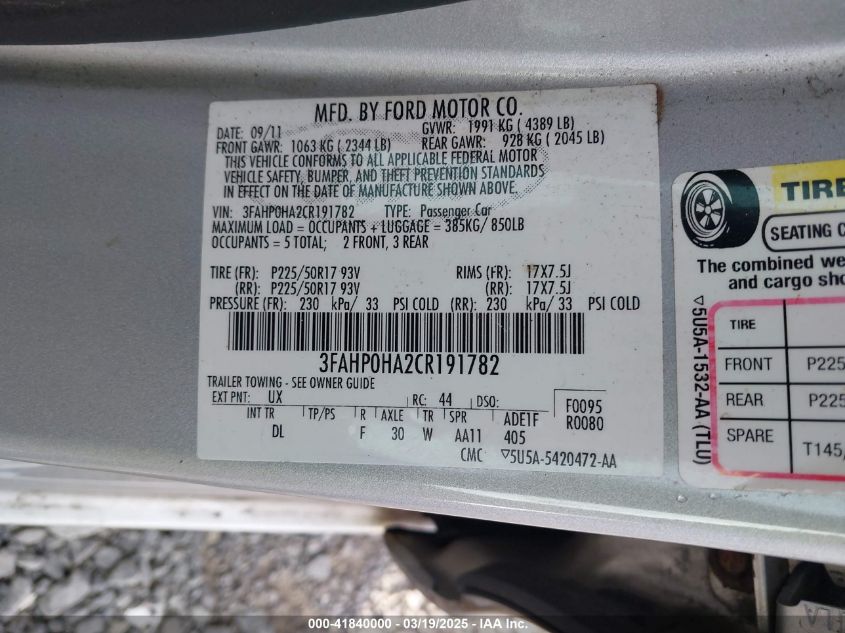 MFD. BY FORD MOTOR CO.
DATE: 09/11 GVWR: 1991 KG ( 4389 LB)
FRONT GAWR: 1063 KG ( 2344 LB) REAR GAWR: 928 KG ( 2045 LB)
THIS VEHICLE CONFORMS TO ALL APPLICABLE FEDERAL MOTOR
VEHICLE SAFETY, BUMPER, AND THEFT PREVENTION STANDARDS
IN EFFECT ON THE DATE OF MANUFACTURE SHOWN ABOVE.
VIN: 3FAHP0HA2CR191782 TYPE: Passenger Car
MAXIMUM LOAD = OCCUPANTS + LUGGAGE = 385KG/ 850LB
OCCUPANTS = 5 TOTAL; 2 FRONT, 3 REAR
TIRE (FR): P225/50R17 93V RIMS (FR): 17X7.5J
(RR): P225/50R17 93V (RR): 17X7.5J
PRESSURE (FR): 230 kPa/ 33 PSI COLD (RR): 230 kPa/ 33 PSI COLD
3FAHP0HA2CR191782
TRAILER TOWING - SEE OWNER GUIDE
EXT PNT: UX RC: 44 DSO: F0095
INT TR TP/PS R AXLE TR SPR ADE1F R0080
DL F 30 W AA11 405
CMC ▽5U5A-5420472-AA
TIRE
SEATING C
The combined we
and cargo sho
▽5U5A-1532-AA (TLU)
TIRE
FRONT P225
REAR P225
SPARE T145/
000-41840000 - 03/19/2025 - IAA Inc.